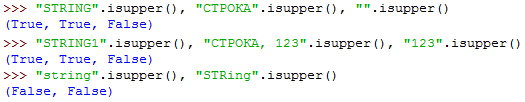 >>> "STRING".isupper(), "СТРОКА".isupper(), "".isupper()
(True, True, False)
>>> "STRING1".isupper(), "СТРОКА, 123".isupper(), "123".isupper()
(True, True, False)
>>> "string".isupper(), "STRing".isupper()
(False, False)